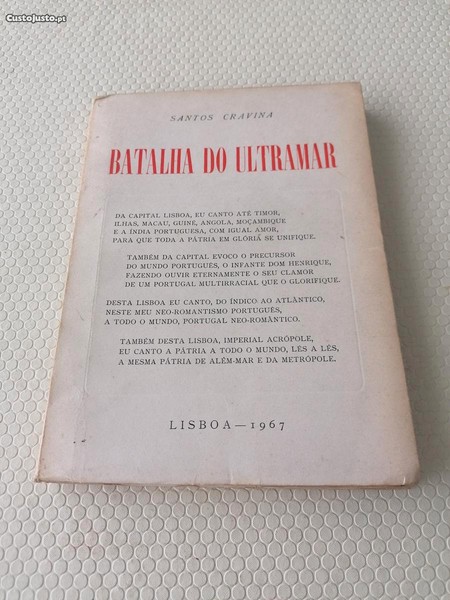 CustoJusto.pt
SANTOS CRAVINA
BATALHA DO ULTRAMAR
DA CAPITAL LISBOA, EU CANTO ATÉ TIMOR,
ILHAS, MACAU, GUINÉ, ANGOLA, MOÇAMBIQUE
E A ÍNDIA PORTUGUESA, COM IGUAL AMOR,
PARA QUE TODA A PÁTRIA EM GLÓRIÁ SE UNIFIQUE.
TAMBÉM DA CAPITAL EVOCO O PRECURSOR
DO MUNDO PORTUGUÊS, O INFANTE DOM HENRIQUE,
FAZENDO OUVIR ETERNAMENTE O SEU CLAMOR
DE UM PORTUGAL MULTIRRACIAL QUE O GLORIFIQUE.
DESTA LISBOA EU CANTO, DO ÍNDICO AO ATLÂNTICO,
NESTE MEU NEO-ROMANTISMO PORTUGUÊS,
A TODO O MUNDO, PORTUGAL NEO-ROMÂNTICO.
TAMBÉM DESTA LISBOA, IMPERIAL ACRÓPOLE,
EU CANTO A PÁTRIA A TODO O MUNDO, LÉS A LÉS,
A MESMA PÁTRIA DE ALÉM-MAR E DA METRÓPOLE.
LISBOA — 1967